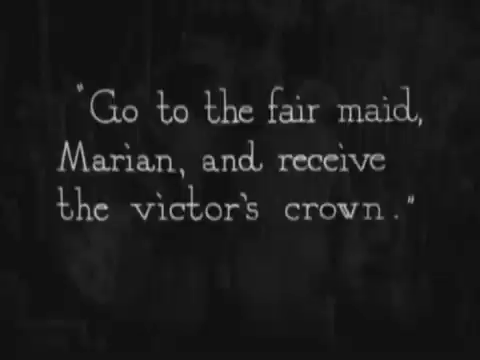 "Go to the fair maid,
Marian, and receive
the victor's crown."